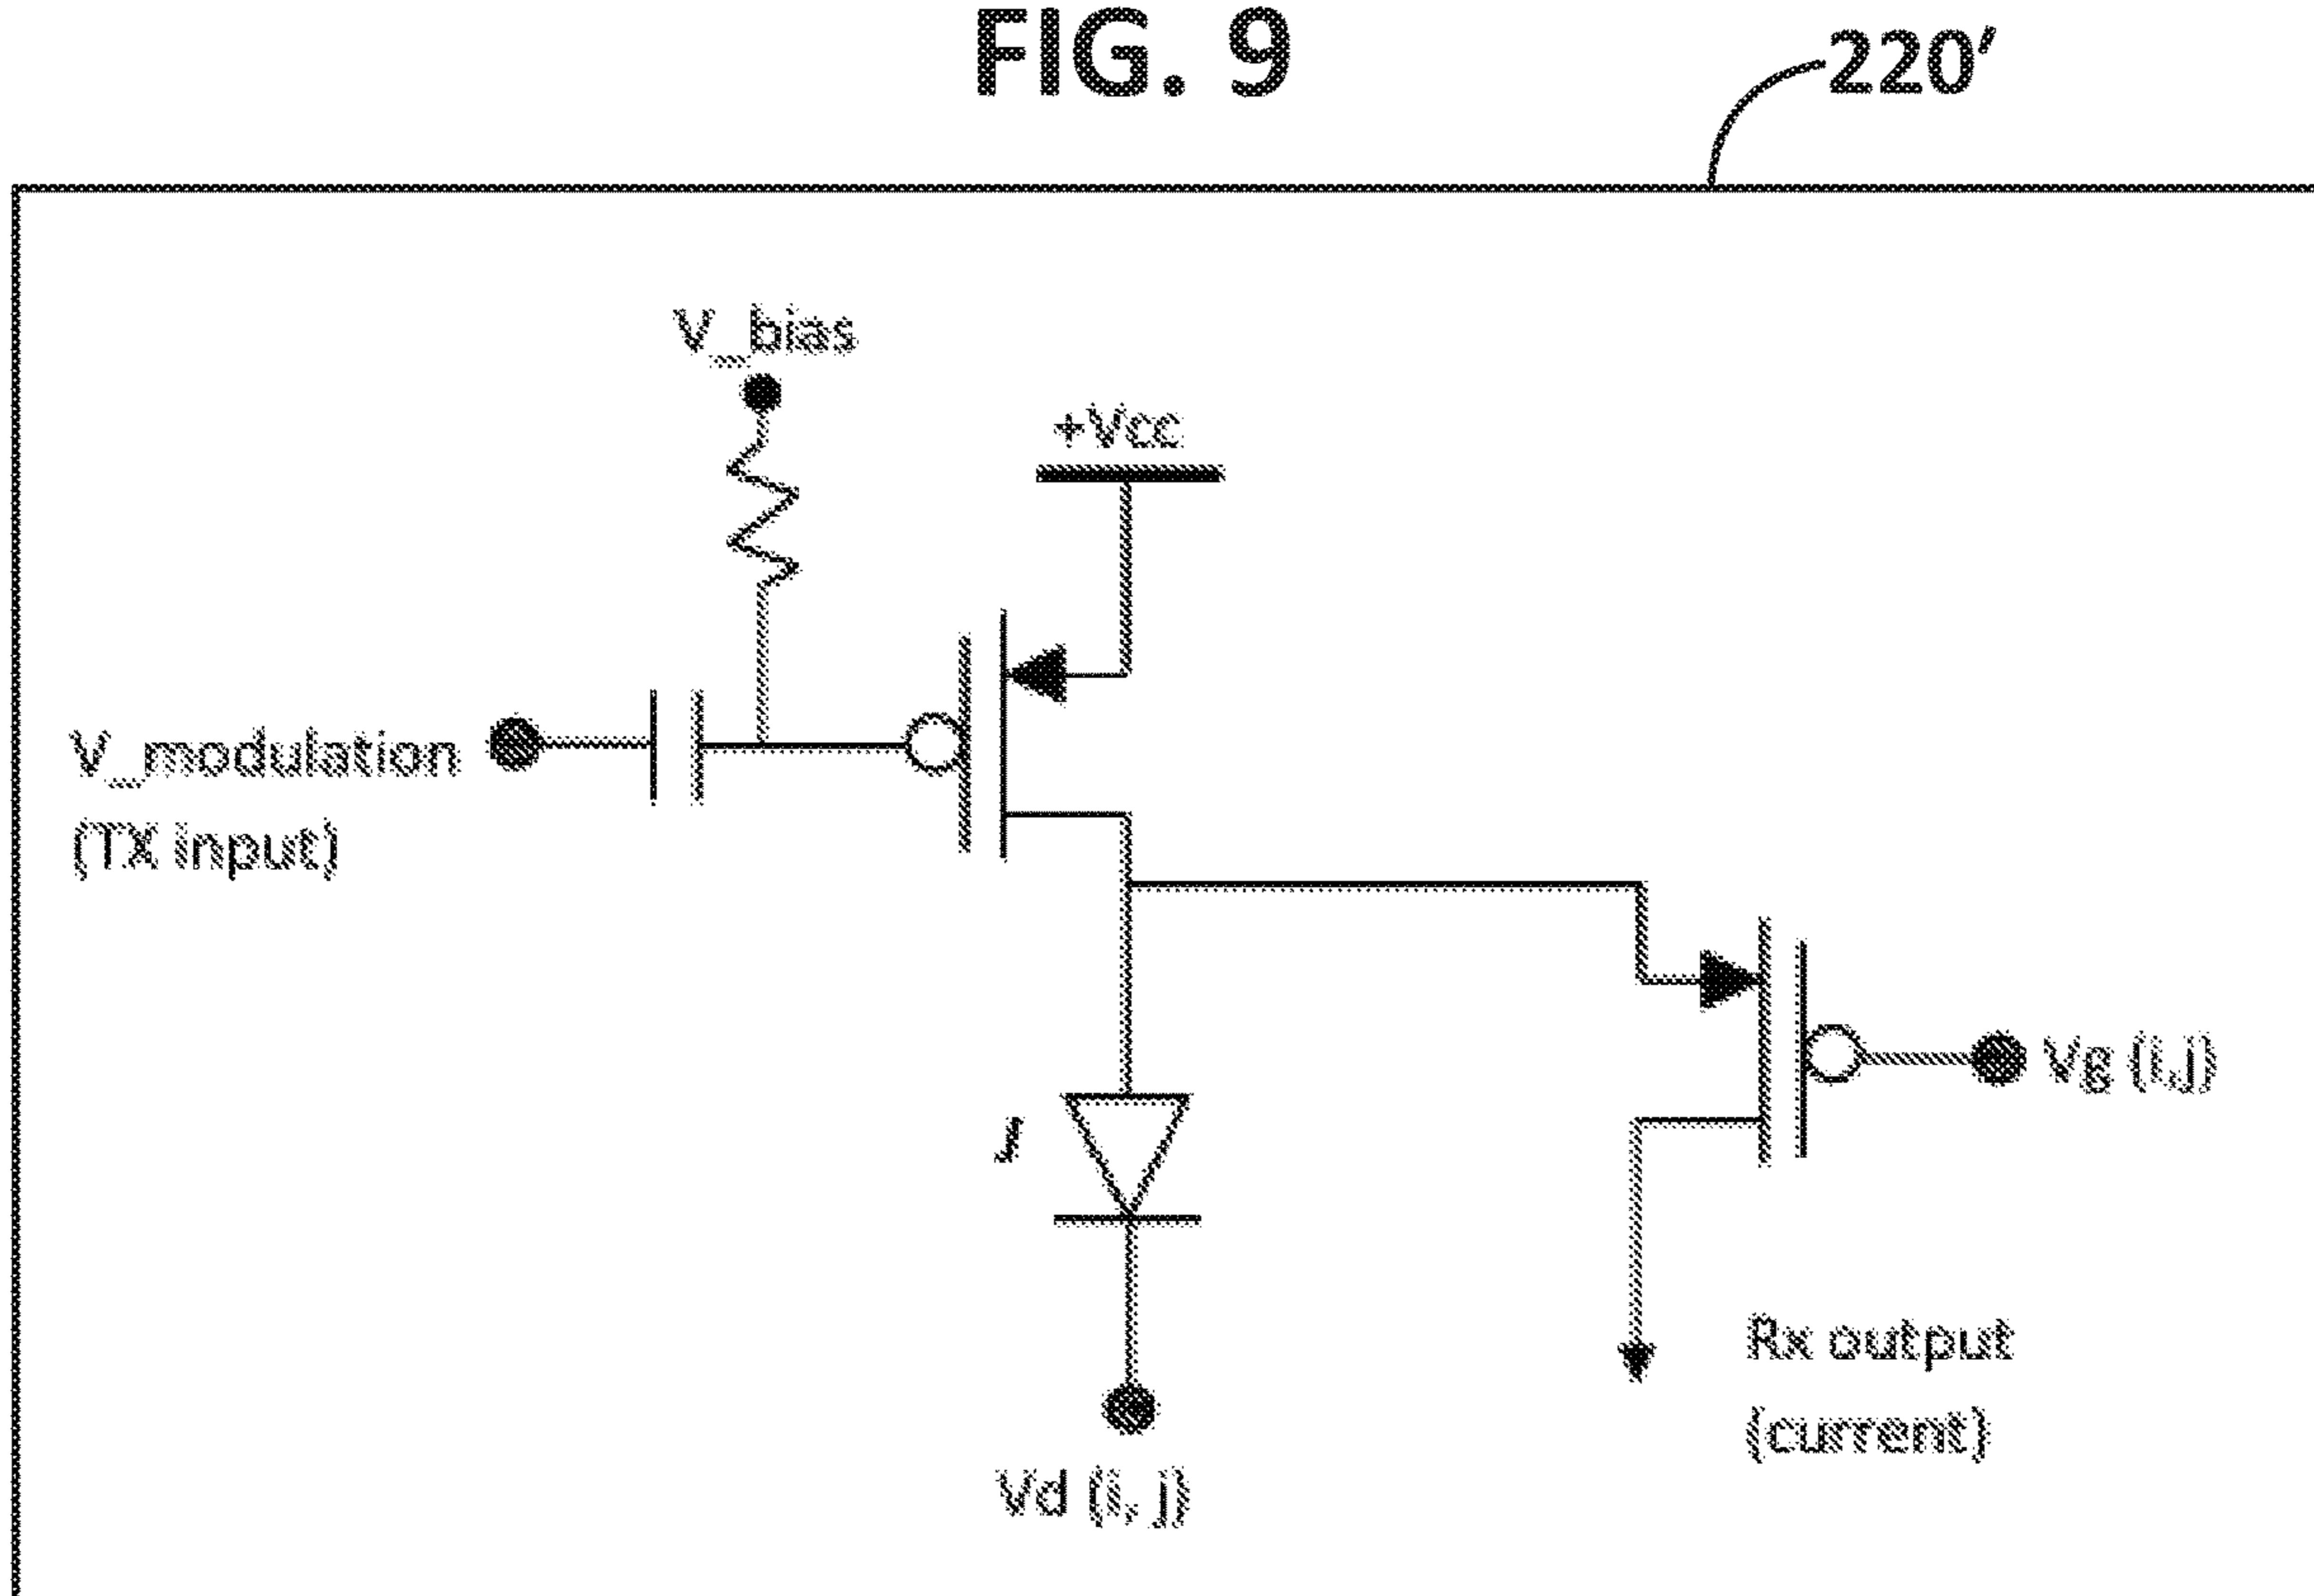 FIG. 9
220′
V_bias
+Vcc
V_modulation
(TX input)
Vg (i,j)
J
Rx output
(current)
Vd (i, j)